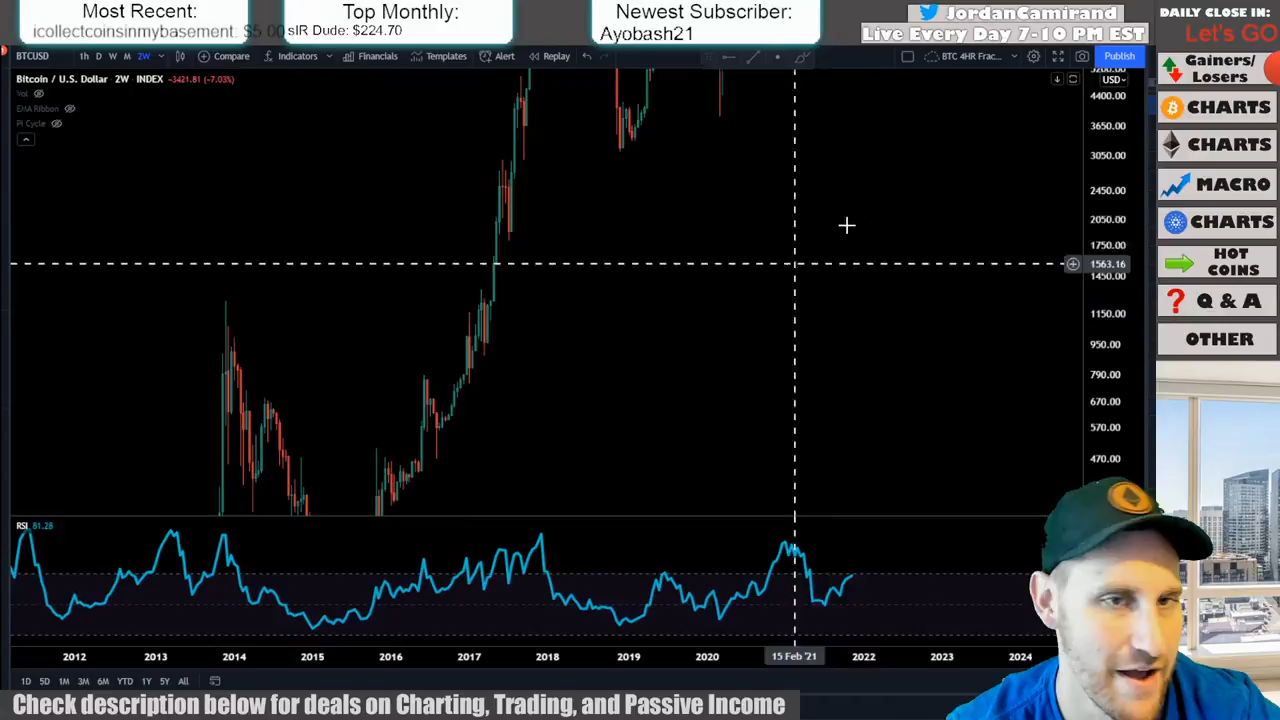 Most Recent:
icollectcoinsinmybasement: $5.00
Top Monthly:
sIR Dude: $224.70
Newest Subscriber:
Ayobash21
JordanCamirand
Live Every Day 7-10 PM EST
DAILY CLOSE IN:
Let's GO
BTCUSD
1h D W M 2W
Compare
Indicators
Financials
Templates
Alert
Replay
BTC 4HR Frac...
Publish
Bitcoin / U.S. Dollar 2W INDEX -3421.81 (-7.03%)
Vol
EMA Ribbon
PI Cycle
USD
4400.00
3650.00
3050.00
2450.00
2050.00
1750.00
1563.16
1450.00
1150.00
950.00
790.00
670.00
570.00
470.00
RSI 81.28
2012 2013 2014 2015 2016 2017 2018 2019 2020 15 Feb '21 2022 2023 2024
1D 5D 1M 3M 6M YTD 1Y 5Y All
Gainers/
Losers
CHARTS
CHARTS
MACRO
CHARTS
HOT
COINS
Q & A
OTHER
Check description below for deals on Charting, Trading, and Passive Income